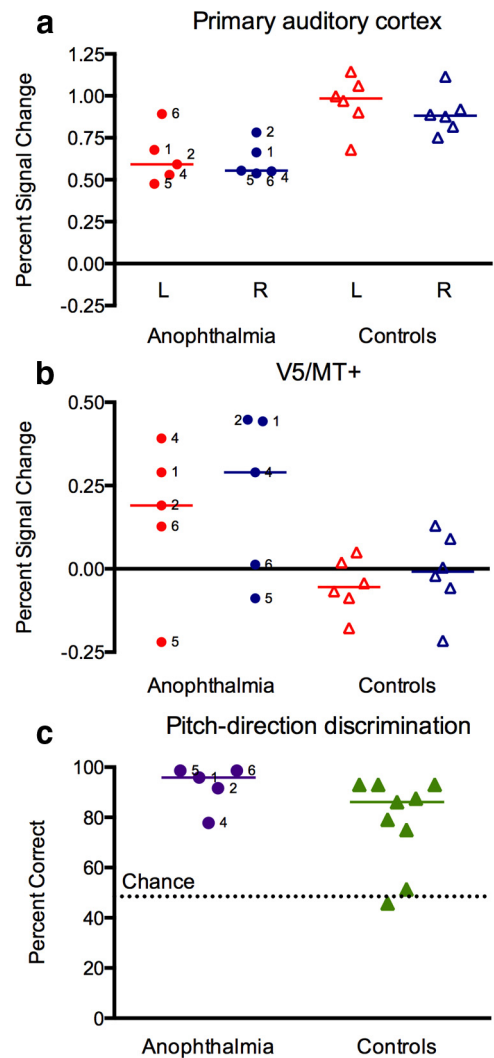 a
Primary auditory cortex
Percent Signal Change
1.25
1.00
0.75
0.50
0.25
0.00
-0.25
6
1
2
4
5
2
1
5 6 4
L R L R
Anophthalmia Controls
b
V5/MT+
Percent Signal Change
0.50
0.25
0.00
-0.25
4
1
2
6
5
2 1
4
6
5
Anophthalmia Controls
c
Pitch-direction discrimination
Percent Correct
100
80
60
40
20
0
5 1 6
2
4
Chance
Anophthalmia Controls